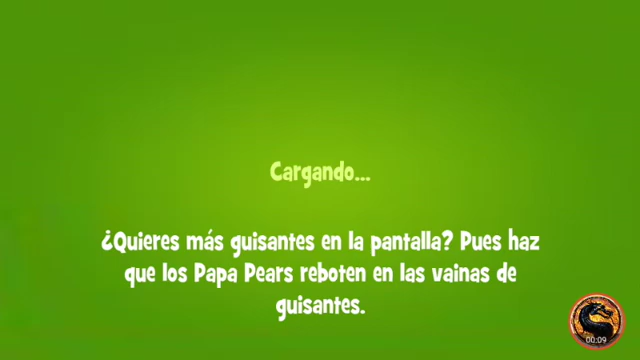 Cargando...
¿Quieres más guisantes en la pantalla? Pues haz
que los Papa Pears reboten en las vainas de
guisantes.
00:09